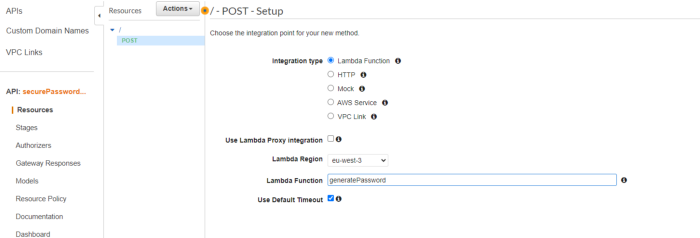 APIs
Custom Domain Names
VPC Links
API: securePassword...
Resources
Stages
Authorizers
Gateway Responses
Models
Resource Policy
Documentation
Dashboard
Resources
Actions
/
POST
/ - POST - Setup
Choose the integration point for your new method.
Integration type
Lambda Function
HTTP
Mock
AWS Service
VPC Link
Use Lambda Proxy integration
Lambda Region eu-west-3
Lambda Function generatePassword
Use Default Timeout